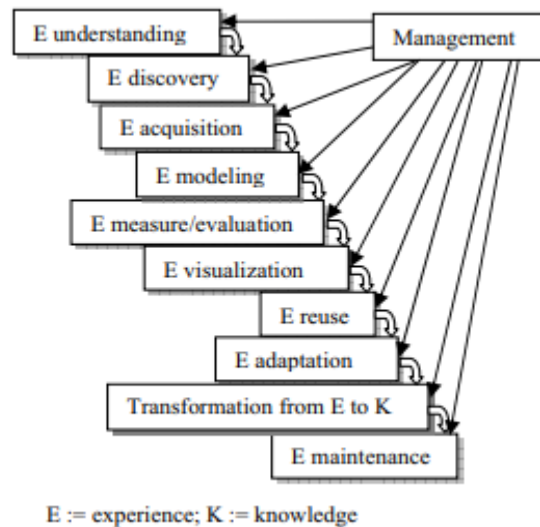 E understanding
Management
E discovery
E acquisition
E modeling
E measure/evaluation
E visualization
E reuse
E adaptation
Transformation from E to K
E maintenance
E := experience; K := knowledge